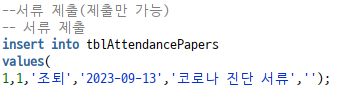 --서류 제출(제출만 가능)
-- 서류 제출
insert into tblAttendancePapers
values(
1,1,'조퇴','2023-09-13','코로나 진단 서류','');